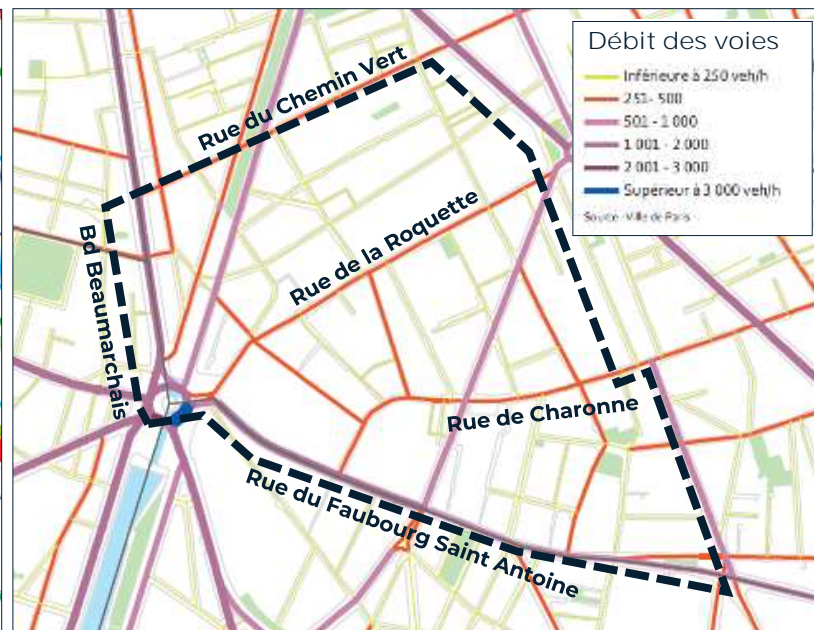 Débit des voies
Inférieure à 250 veh/h
251- 500
501 - 1 000
1 001 - 2 000
2 001 - 3 000
Supérieur à 3 000 veh/h
Source : Ville de Paris
Rue du Chemin Vert
Rue de la Roquette
Bd Beaumarchais
Rue de Charonne
Rue du Faubourg Saint Antoine